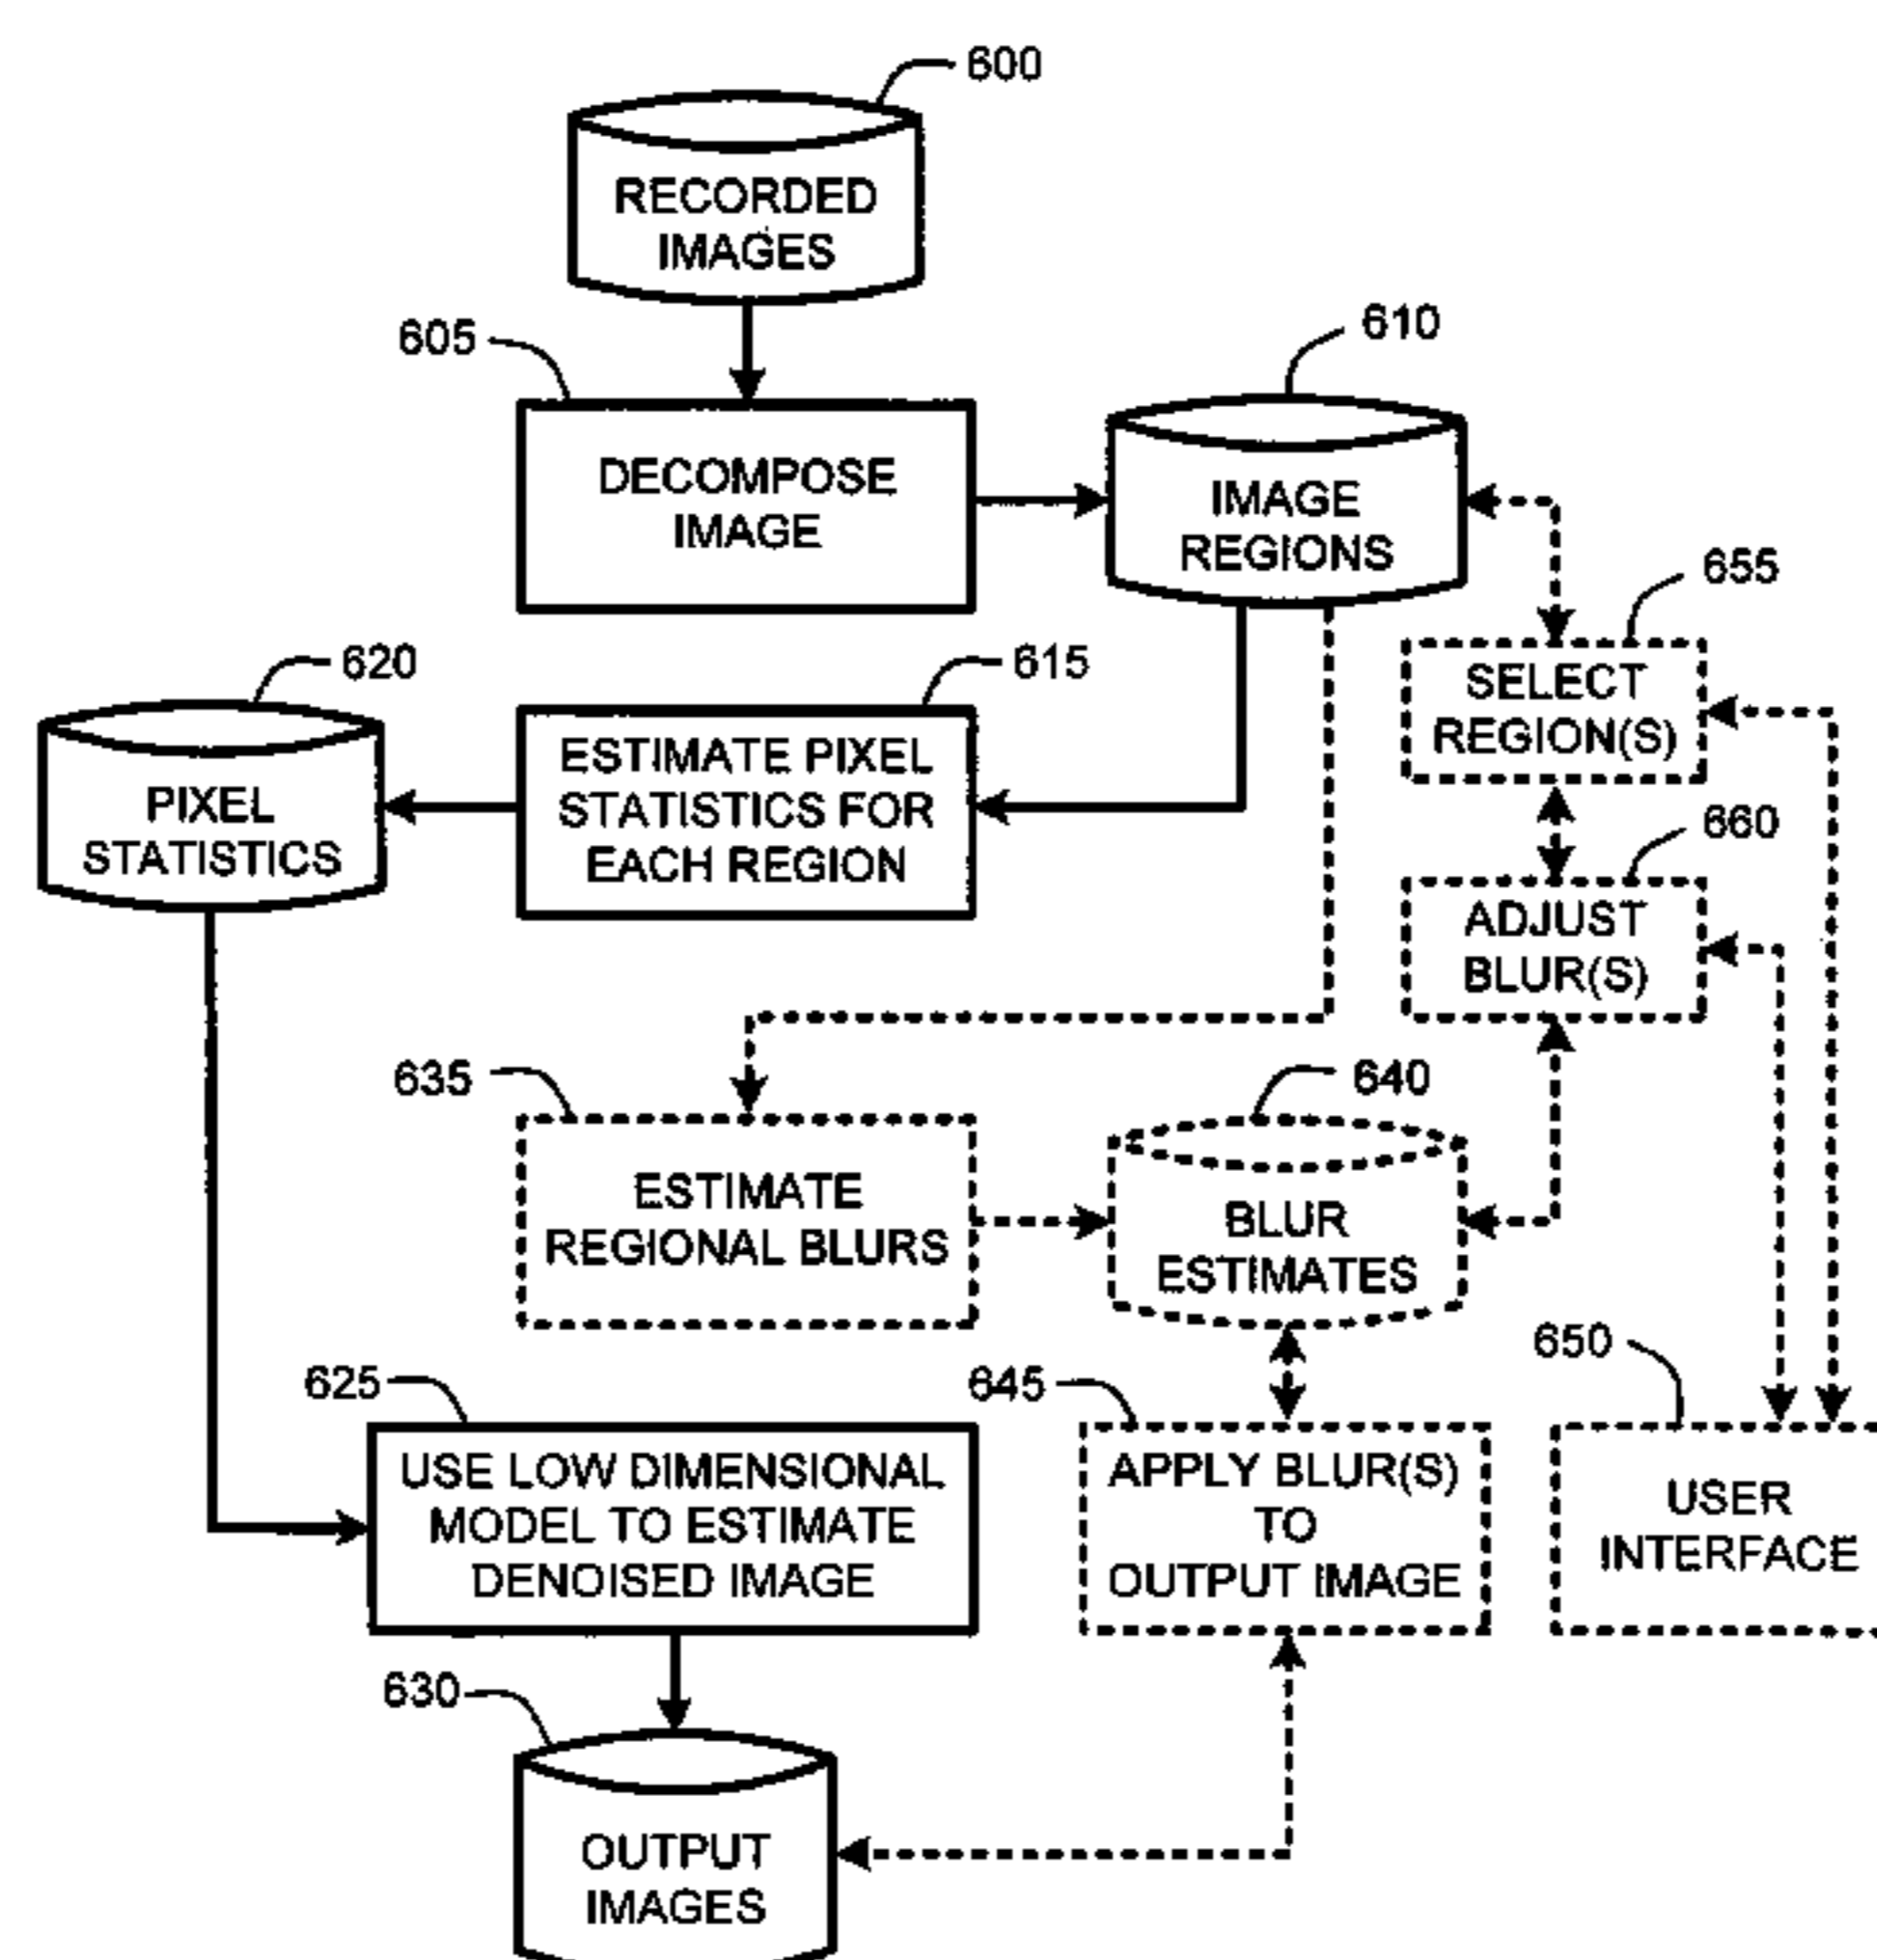 600
RECORDED
IMAGES
605
610
DECOMPOSE
IMAGE
IMAGE
REGIONS
655
620
615
SELECT
REGION(S)
PIXEL
STATISTICS
ESTIMATE PIXEL
STATISTICS FOR
EACH REGION
660
ADJUST
BLUR(S)
635
640
ESTIMATE
REGIONAL BLURS
BLUR
ESTIMATES
625
645
650
USE LOW DIMENSIONAL
MODEL TO ESTIMATE
DENOISED IMAGE
APPLY BLUR(S)
TO
OUTPUT IMAGE
USER
INTERFACE
630
OUTPUT
IMAGES